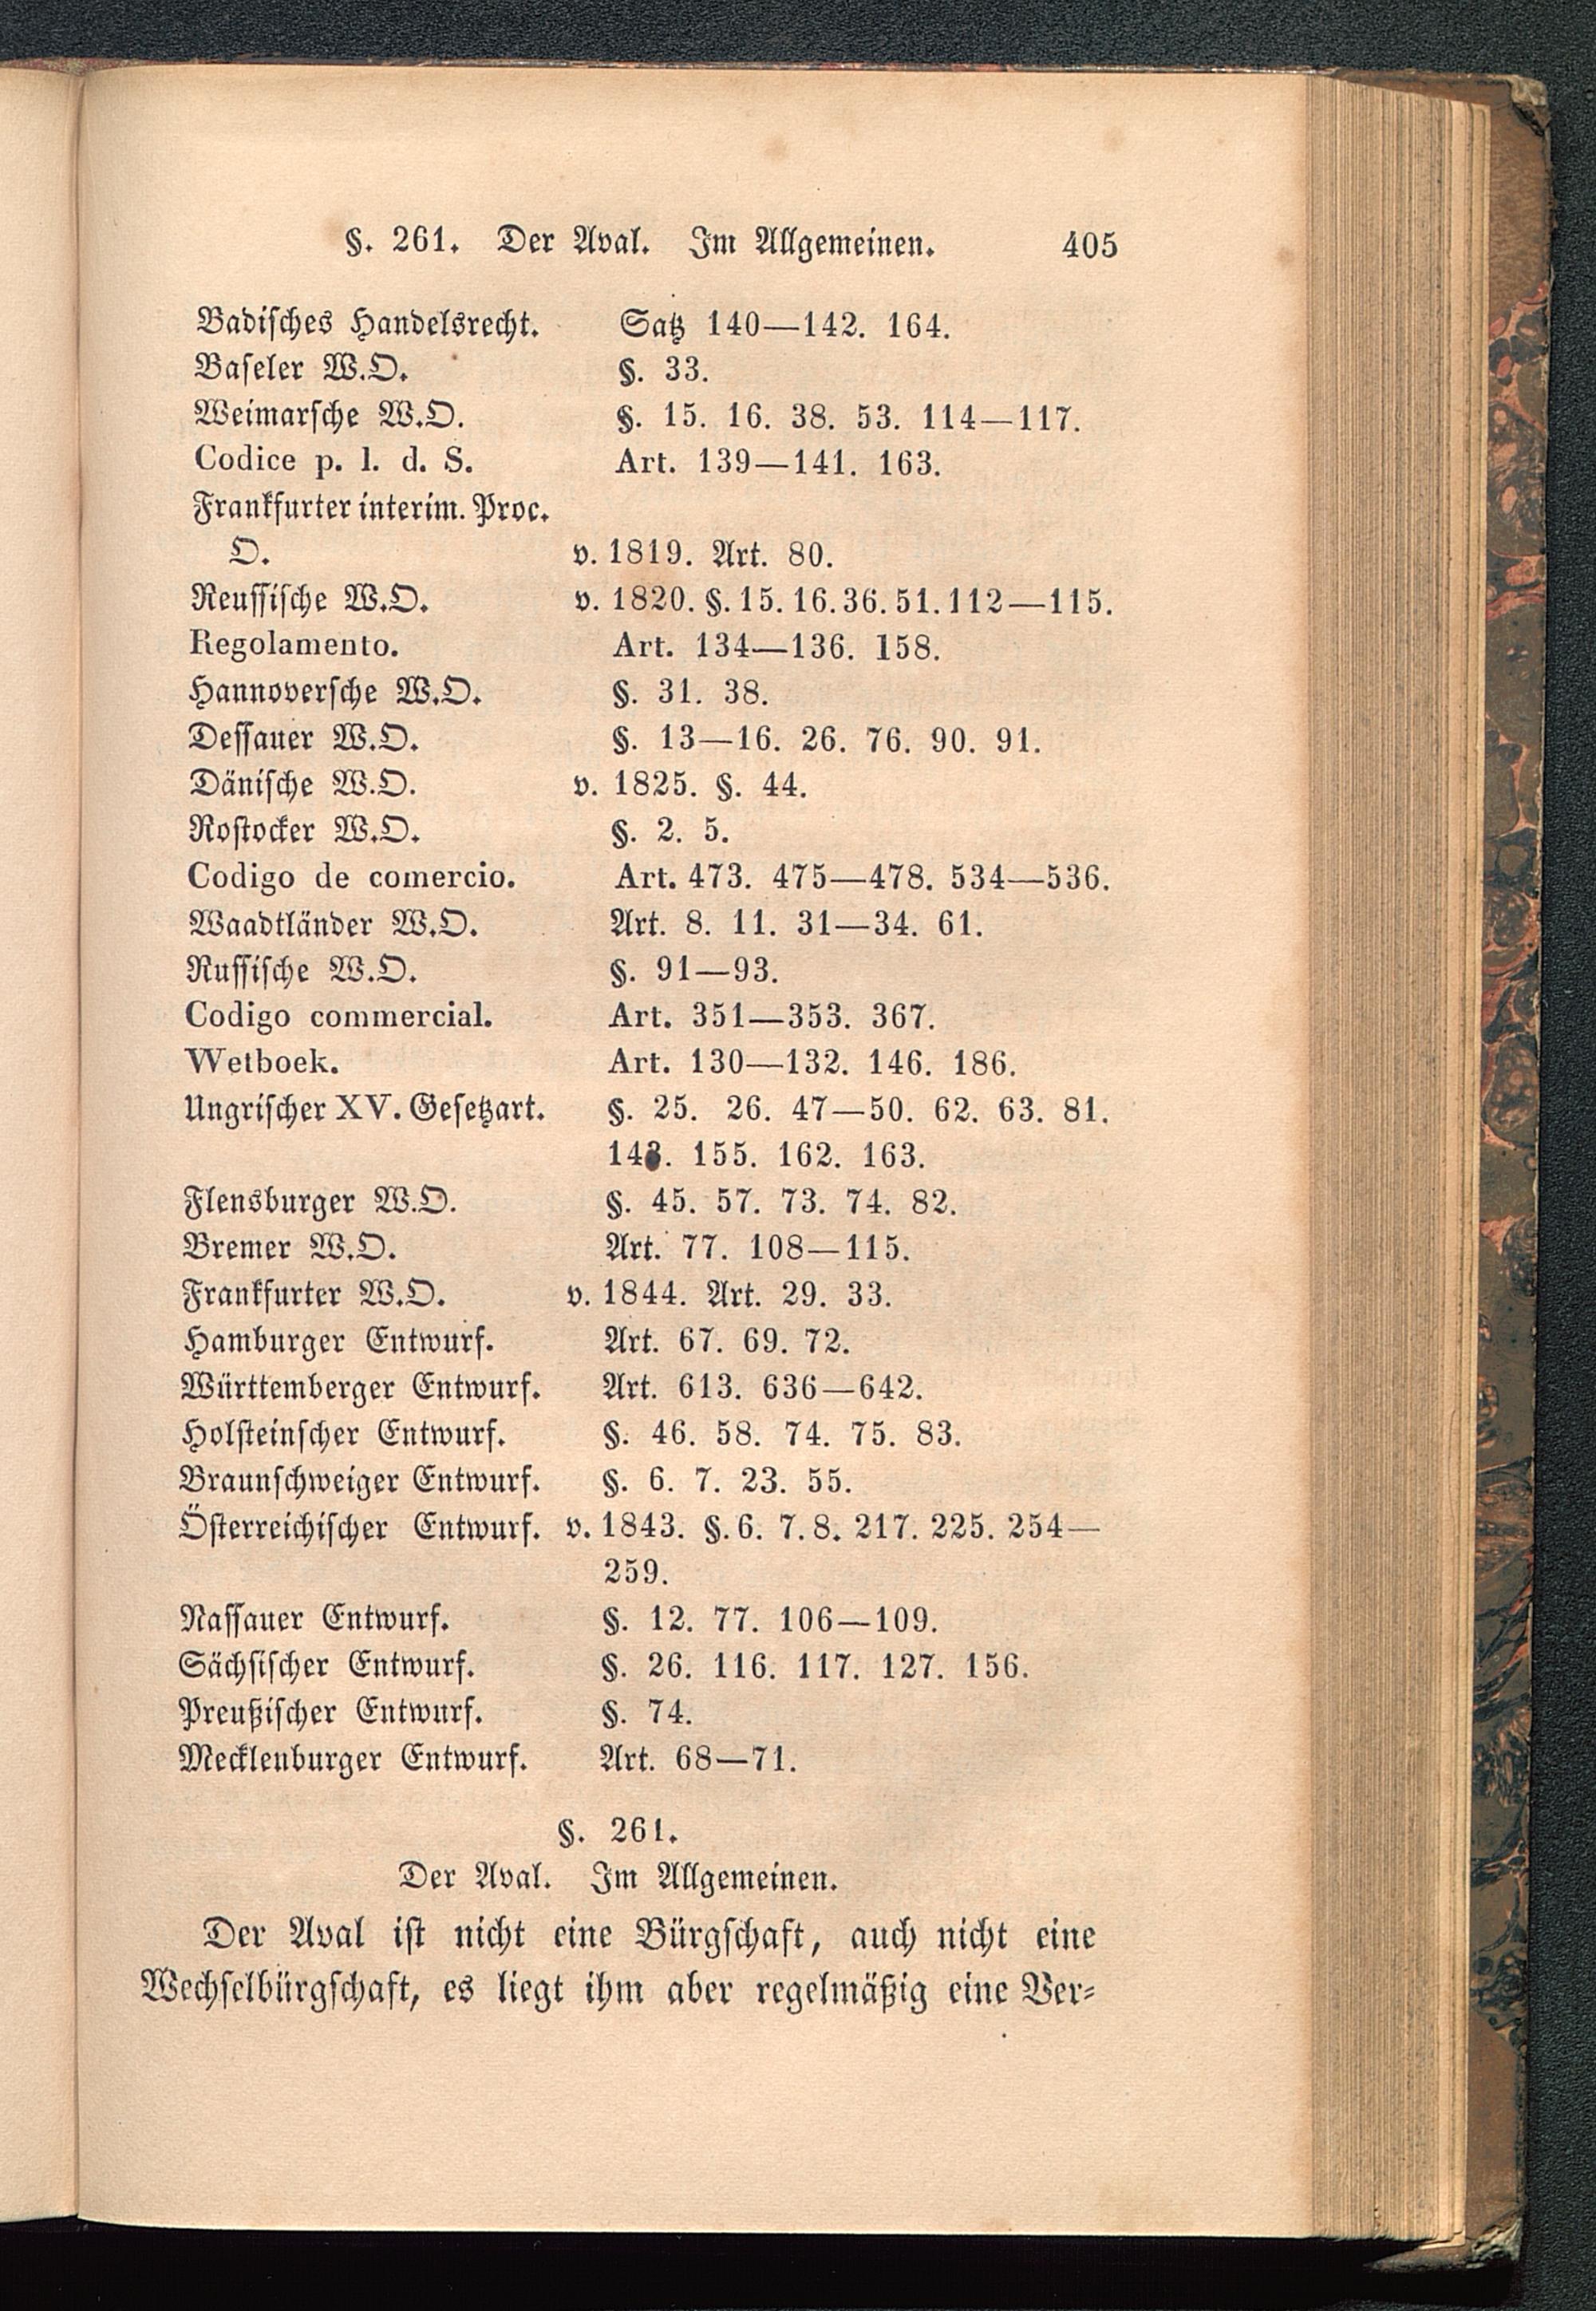 §. 261. Der Aval. Im Allgemeinen. 405
Badisches Handelsrecht. Satz 140—142. 164.
Baseler W.O. §. 33.
Weimarsche W.O. §. 15. 16. 38. 53. 114—117.
Codice p. l. d. S. Art. 139—141. 163.
Frankfurter interim. Proc.
O. v. 1819. Art. 80.
Reussische W.O. v. 1820. §. 15. 16. 36. 51. 112—115.
Regolamento. Art. 134—136. 158.
Hannoversche W.O. §. 31. 38.
Dessauer W.O. §. 13—16. 26. 76. 90. 91.
Dänische W.O. v. 1825. §. 44.
Rostocker W.O. §. 2. 5.
Codigo de comercio. Art. 473. 475—478. 534—536.
Waadtländer W.O. Art. 8. 11. 31—34. 61.
Russische W.O. §. 91—93.
Codigo commercial. Art. 351—353. 367.
Wetboek. Art. 130—132. 146. 186.
Ungrischer XV. Gesetzart. §. 25. 26. 47—50. 62. 63. 81.
155. 162. 163.
Flensburger W.O. §. 45. 57. 73. 74. 82.
Bremer W.O. Art. 77. 108—115.
Frankfurter W.O. v. 1844. Art. 29. 33.
Hamburger Entwurf. Art. 67. 69. 72.
Württemberger Entwurf. Art. 613. 636—642.
Holsteinscher Entwurf. §. 46. 58. 74. 75. 83.
Braunschweiger Entwurf. §. 6. 7. 23. 55.
Österreichischer Entwurf. v. 1843. §. 6. 7. 8. 217. 225. 254—
259.
Nassauer Entwurf. §. 12. 77. 106—109.
Sächsischer Entwurf. §. 26. 116. 117. 127. 156.
Preußischer Entwurf. §. 74.
Mecklenburger Entwurf. Art. 68—71.
§. 261.
Der Aval. Im Allgemeinen.
Der Aval ist nicht eine Bürgschaft, auch nicht eine
Wechselbürgschaft, es liegt ihm aber regelmäßig eine Ver-